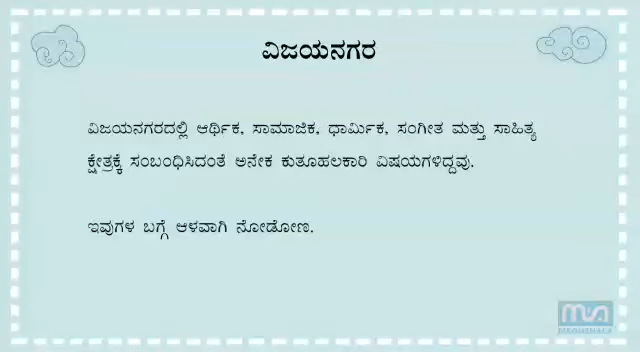 ವಿಜಯನಗರ
ವಿಜಯನಗರದಲ್ಲಿ ಆರ್ಥಿಕ, ಸಾಮಾಜಿಕ, ಧಾರ್ಮಿಕ, ಸಂಗೀತ ಮತ್ತು ಸಾಹಿತ್ಯ
ಕ್ಷೇತ್ರಕ್ಕೆ ಸಂಬಂಧಿಸಿದಂತೆ ಅನೇಕ ಕುತೂಹಲಕಾರಿ ವಿಷಯಗಳಿದ್ದವು.
ಇವುಗಳ ಬಗ್ಗೆ ಆಳವಾಗಿ ನೋಡೋಣ.